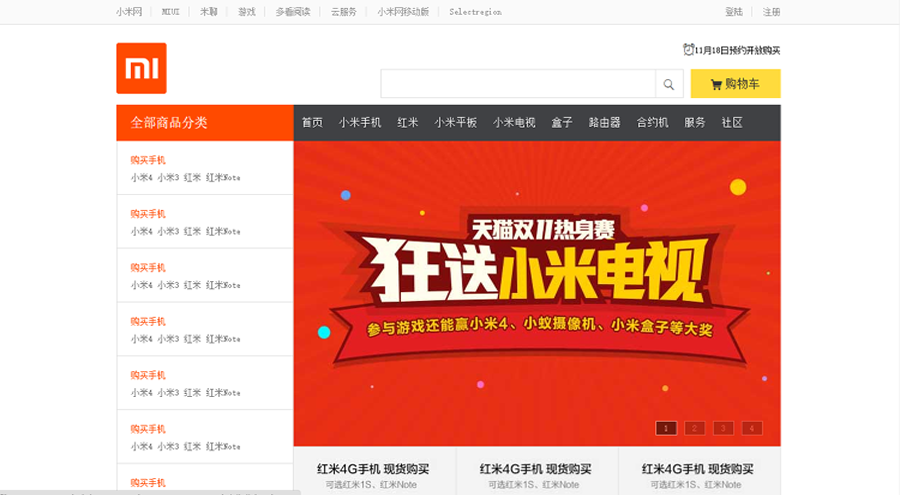 小米网 MIUI 米聊 游戏 多看阅读 云服务 小米网移动版 Selectregion 登陆 注册
11月18日预约开放购买
MI
购物车
全部商品分类 首页 小米手机 红米 小米平板 小米电视 盒子 路由器 合约机 服务 社区
购买手机
小米4 小米3 红米 红米Note
购买手机
小米4 小米3 红米 红米Note
购买手机
小米4 小米3 红米 红米Note
购买手机
小米4 小米3 红米 红米Note
购买手机
小米4 小米3 红米 红米Note
购买手机
小米4 小米3 红米 红米Note
购买手机
天猫双11热身赛
狂送小米电视
参与游戏还能赢小米4、小蚁摄像机、小米盒子等大奖
1 2 3 4
红米4G手机 现货购买 红米4G手机 现货购买 红米4G手机 现货购买
可选红米1S、红米Note 可选红米1S、红米Note 可选红米1S、红米Note